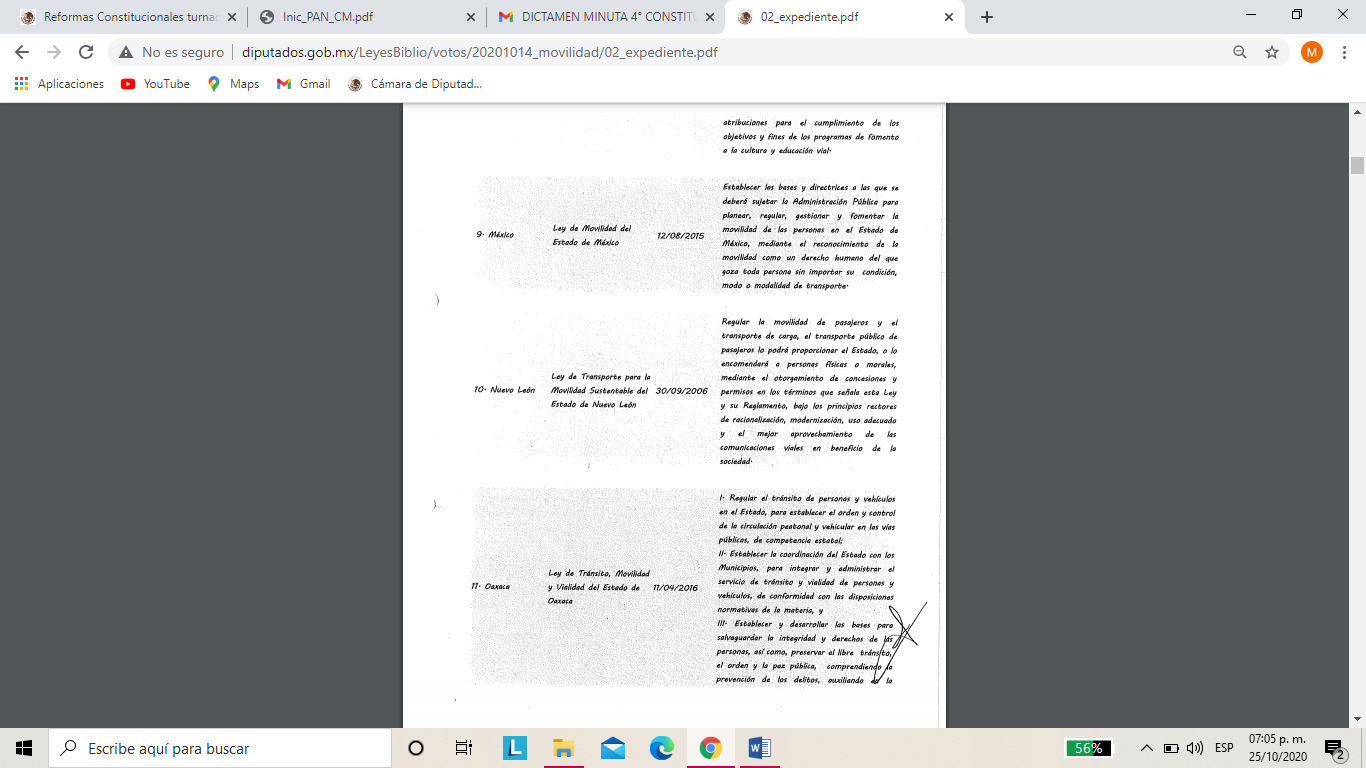 Reformas Constitucionales turna
Inic_PAN_CM.pdf
DICTAMEN MINUTA 4° CONSTITU
02_expediente.pdf
No es seguro
diputados.gob.mx/LeyesBiblio/votos/20201014_movilidad/02_expediente.pdf
M
Aplicaciones
YouTube
Maps
Gmail
Cámara de Diputad...
atribuciones para el cumplimiento de los
objetivos y fines de los programas de fomento
a la cultura y educación vial.
9. México
Ley de Movilidad del
Estado de México
12/08/2015
Establecer las bases y directrices a las que se
deberá sujetar la Administración Pública para
planear, regular, gestionar y fomentar la
movilidad de las personas en el Estado de
México, mediante el reconocimiento de la
movilidad como un derecho humano del que
goza toda persona sin importar su condición,
modo o modalidad de transporte.
10. Nuevo León
Ley de Transporte para la
Movilidad Sustentable del
Estado de Nuevo León
30/09/2006
Regular la movilidad de pasajeros y el
transporte de carga, el transporte público de
pasajeros lo podrá proporcionar el Estado, o lo
encomendará a personas físicas o morales,
mediante el otorgamiento de concesiones y
permisos en los términos que señala esta Ley
y su Reglamento, bajo los principios rectores
de racionalización, modernización, uso adecuado
y el mejor aprovechamiento de las
comunicaciones viales en beneficio de la
sociedad.
11. Oaxaca
Ley de Tránsito, Movilidad
y Vialidad del Estado de
Oaxaca
11/04/2016
I. Regular el tránsito de personas y vehículos
en el Estado, para establecer el orden y control
de la circulación peatonal y vehicular en las vías
públicas, de competencia estatal;
II. Establecer la coordinación del Estado con los
Municipios, para integrar y administrar el
servicio de tránsito y vialidad de personas y
vehículos, de conformidad con las disposiciones
normativas de la materia, y
III. Establecer y desarrollar las bases para
salvaguardar la integridad y derechos de las
personas, así como, preservar el libre tránsito,
el orden y la paz pública, comprendiendo la
prevención de los delitos, auxiliando en la
Escribe aquí para buscar
L
56%
ESP
07:05 p. m.
25/10/2020
2